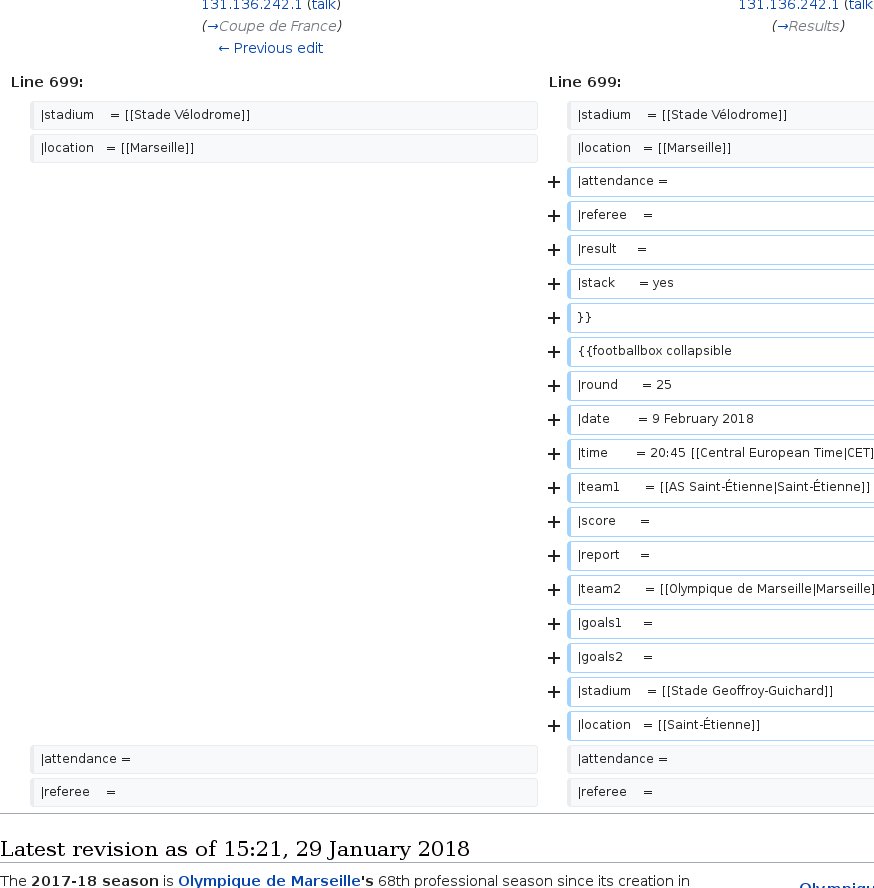 131.136.242.1 (talk)
(→Coupe de France)
← Previous edit
131.136.242.1 (talk
(→Results)
Line 699:
Line 699:
|stadium = [[Stade Vélodrome]]
|stadium = [[Stade Vélodrome]]
|location = [[Marseille]]
|location = [[Marseille]]
+ |attendance =
+ |referee =
+ |result =
+ |stack = yes
+ }}
+ {{footballbox collapsible
+ |round = 25
+ |date = 9 February 2018
+ |time = 20:45 [[Central European Time|CET]
+ |team1 = [[AS Saint-Étienne|Saint-Étienne]]
+ |score =
+ |report =
+ |team2 = [[Olympique de Marseille|Marseille]
+ |goals1 =
+ |goals2 =
+ |stadium = [[Stade Geoffroy-Guichard]]
+ |location = [[Saint-Étienne]]
|attendance =
|attendance =
|referee =
|referee =
Latest revision as of 15:21, 29 January 2018
The 2017-18 season is Olympique de Marseille's 68th professional season since its creation in